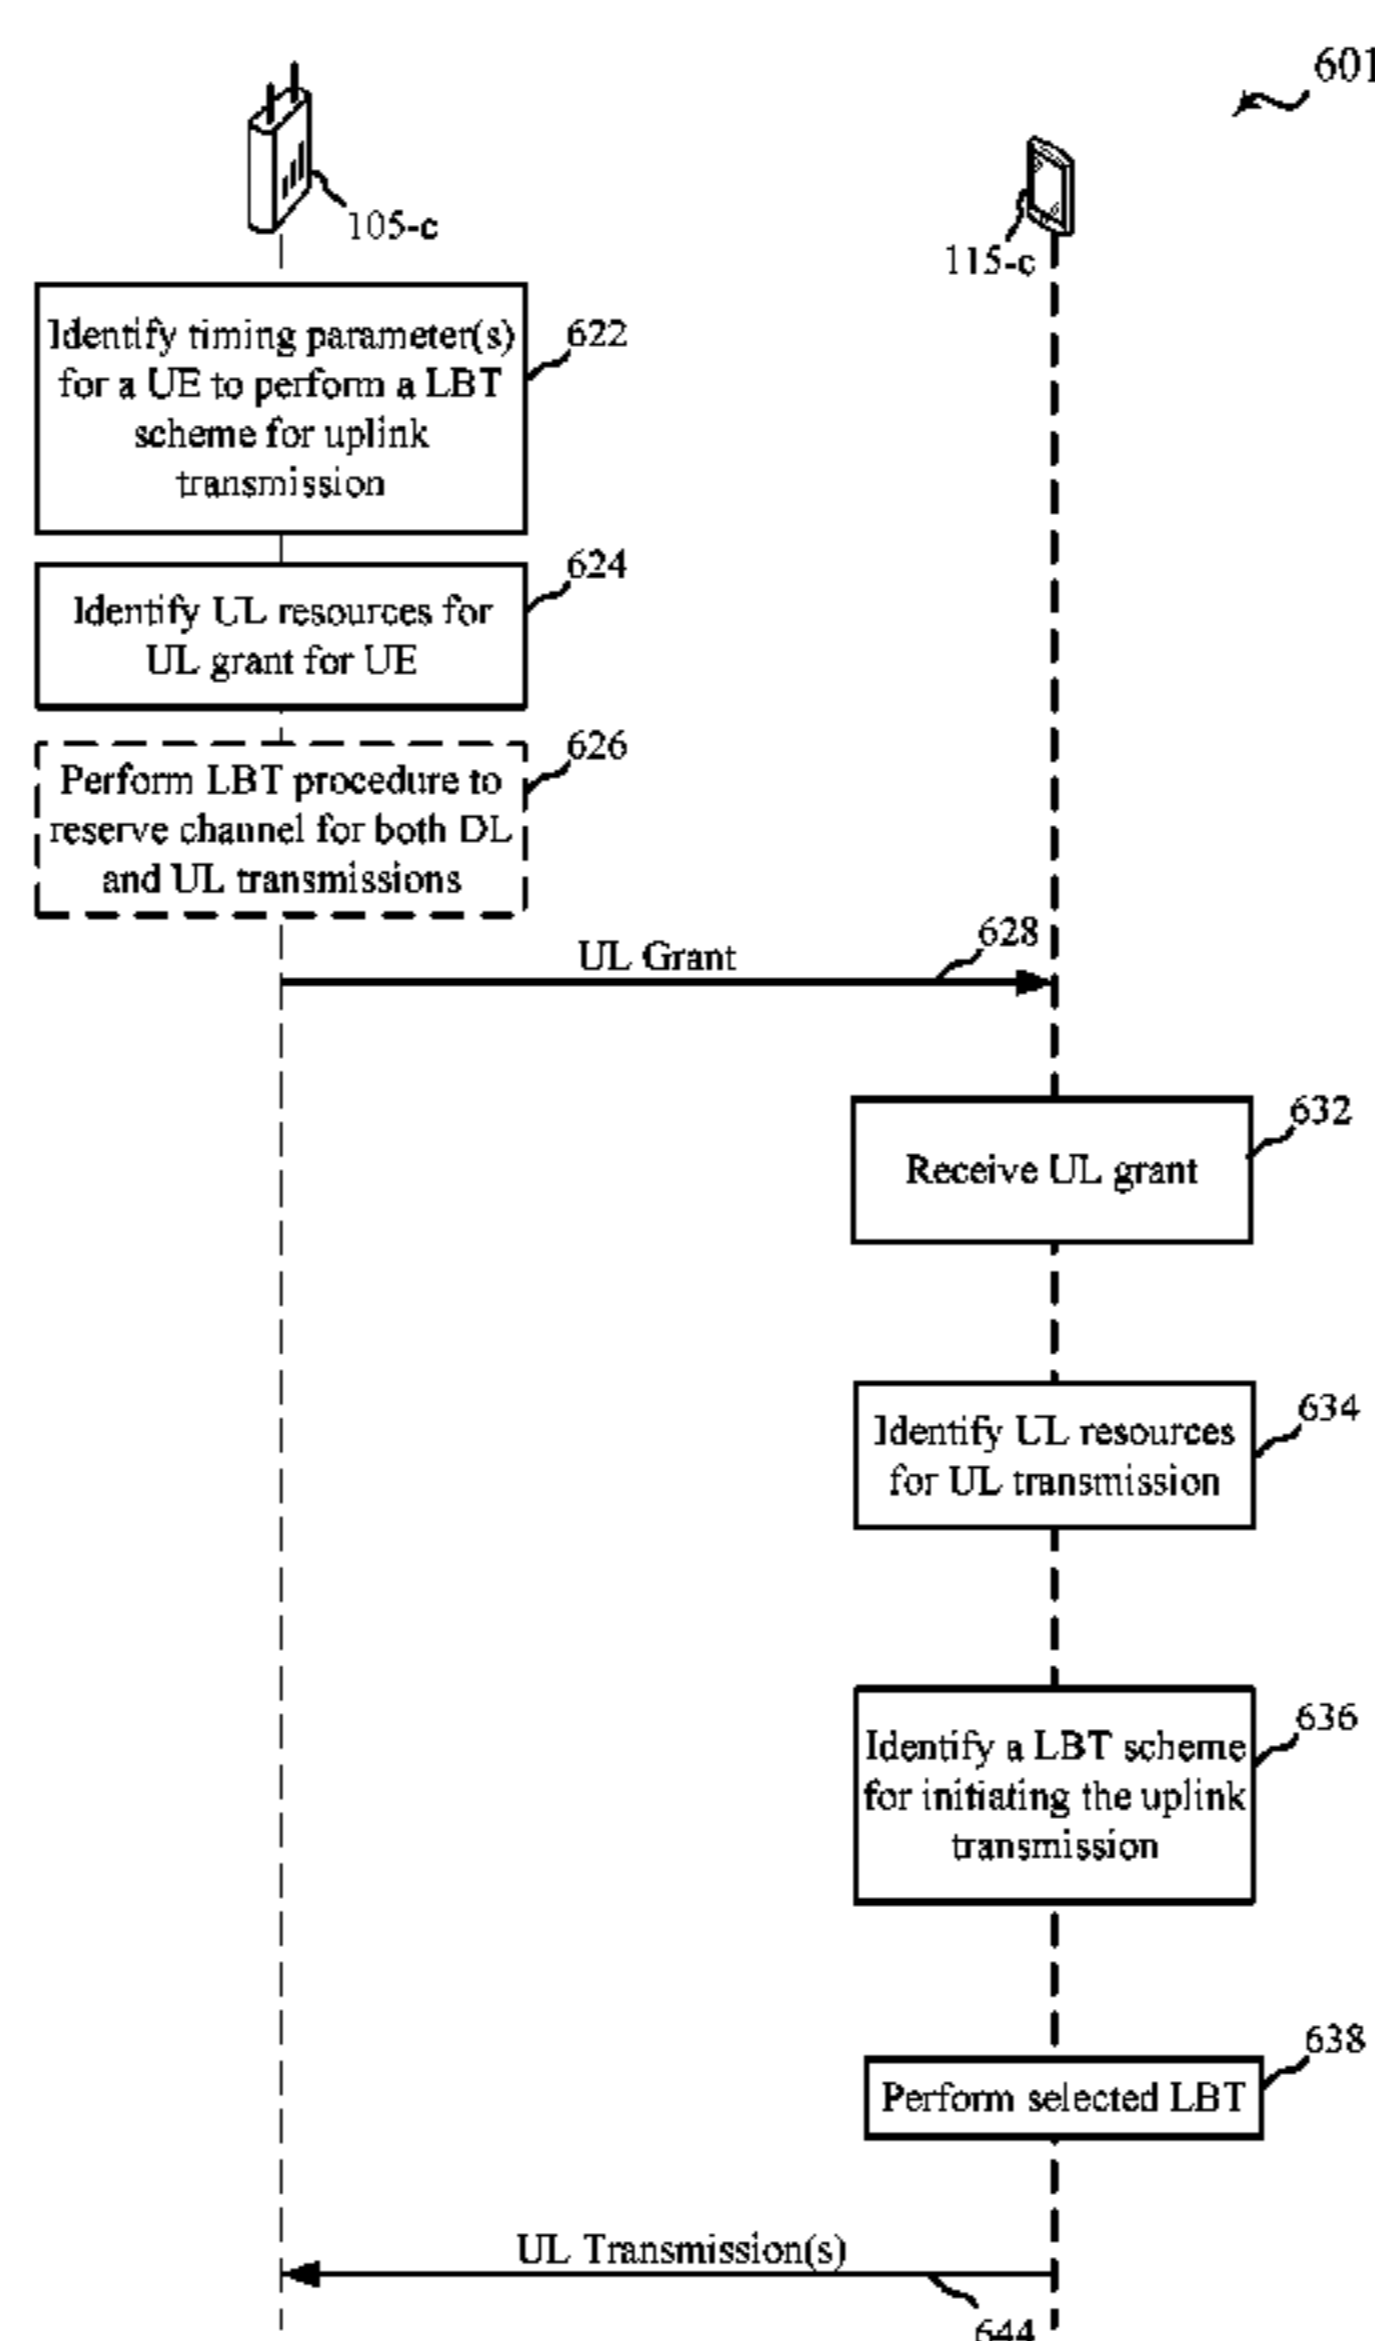 601
105-c
115-c
Identify timing parameter(s)
for a UE to perform a LBT
scheme for uplink
transmission
622
Identify UL resources for
UL grant for UE
624
Perform LBT procedure to
reserve channel for both DL
and UL transmissions
626
UL Grant
628
Receive UL grant
632
Identify UL resources
for UL transmission
634
Identify a LBT scheme
for initiating the uplink
transmission
636
Perform selected LBT
638
UL Transmission(s)
644